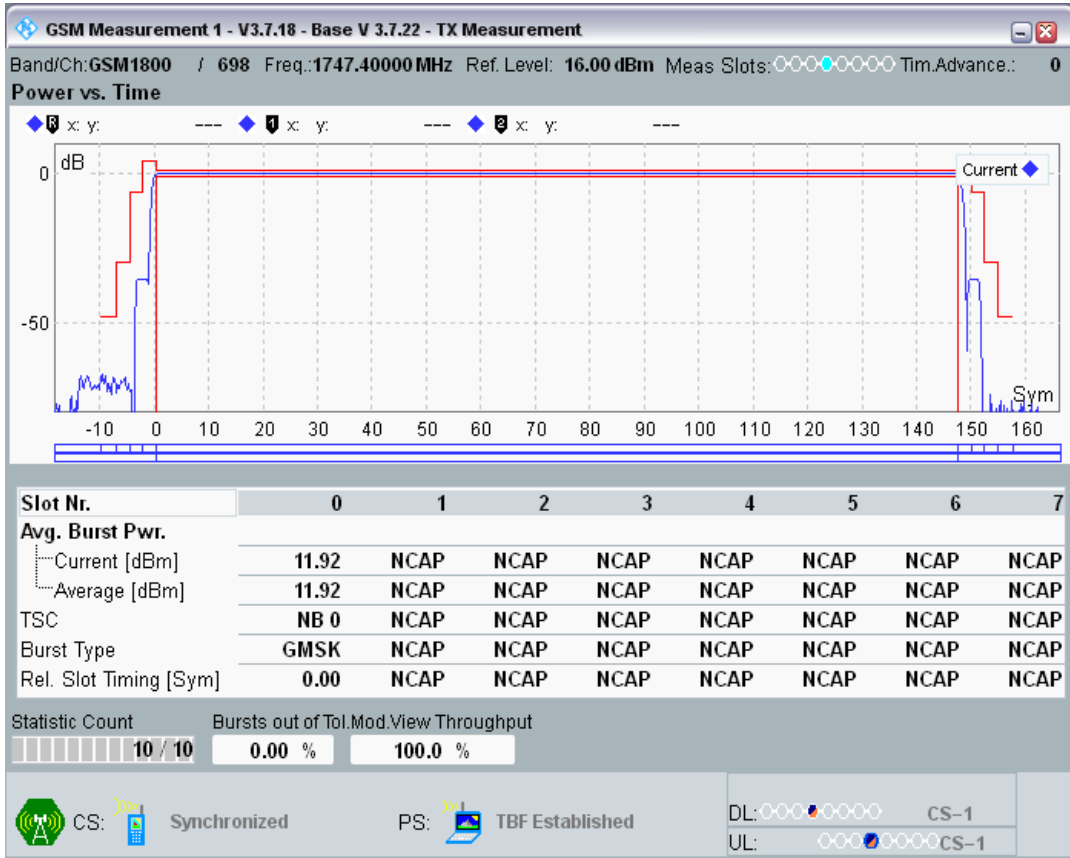 GSM Measurement 1 - V3.7.18 - Base V 3.7.22 - TX Measurement
Band/Ch:GSM1800 / 698 Freq.:1747.40000 MHz Ref. Level: 16.00 dBm Meas Slots: Tim.Advance.: 0
Power vs. Time
R x: y: --- 1 x: y: --- 2 x: y: ---
dB
0
Current
-50
Sym
-10 0 10 20 30 40 50 60 70 80 90 100 110 120 130 140 150 160
Slot Nr. 0 1 2 3 4 5 6 7
Avg. Burst Pwr.
Current [dBm] 11.92 NCAP NCAP NCAP NCAP NCAP NCAP NCAP
Average [dBm] 11.92 NCAP NCAP NCAP NCAP NCAP NCAP NCAP
TSC NB 0 NCAP NCAP NCAP NCAP NCAP NCAP NCAP
Burst Type GMSK NCAP NCAP NCAP NCAP NCAP NCAP NCAP
Rel. Slot Timing [Sym] 0.00 NCAP NCAP NCAP NCAP NCAP NCAP NCAP
Statistic Count Bursts out of Tol.Mod.View Throughput
10 / 10 0.00 % 100.0 %
CS: Synchronized PS: TBF Established
DL: CS-1
UL: CS-1